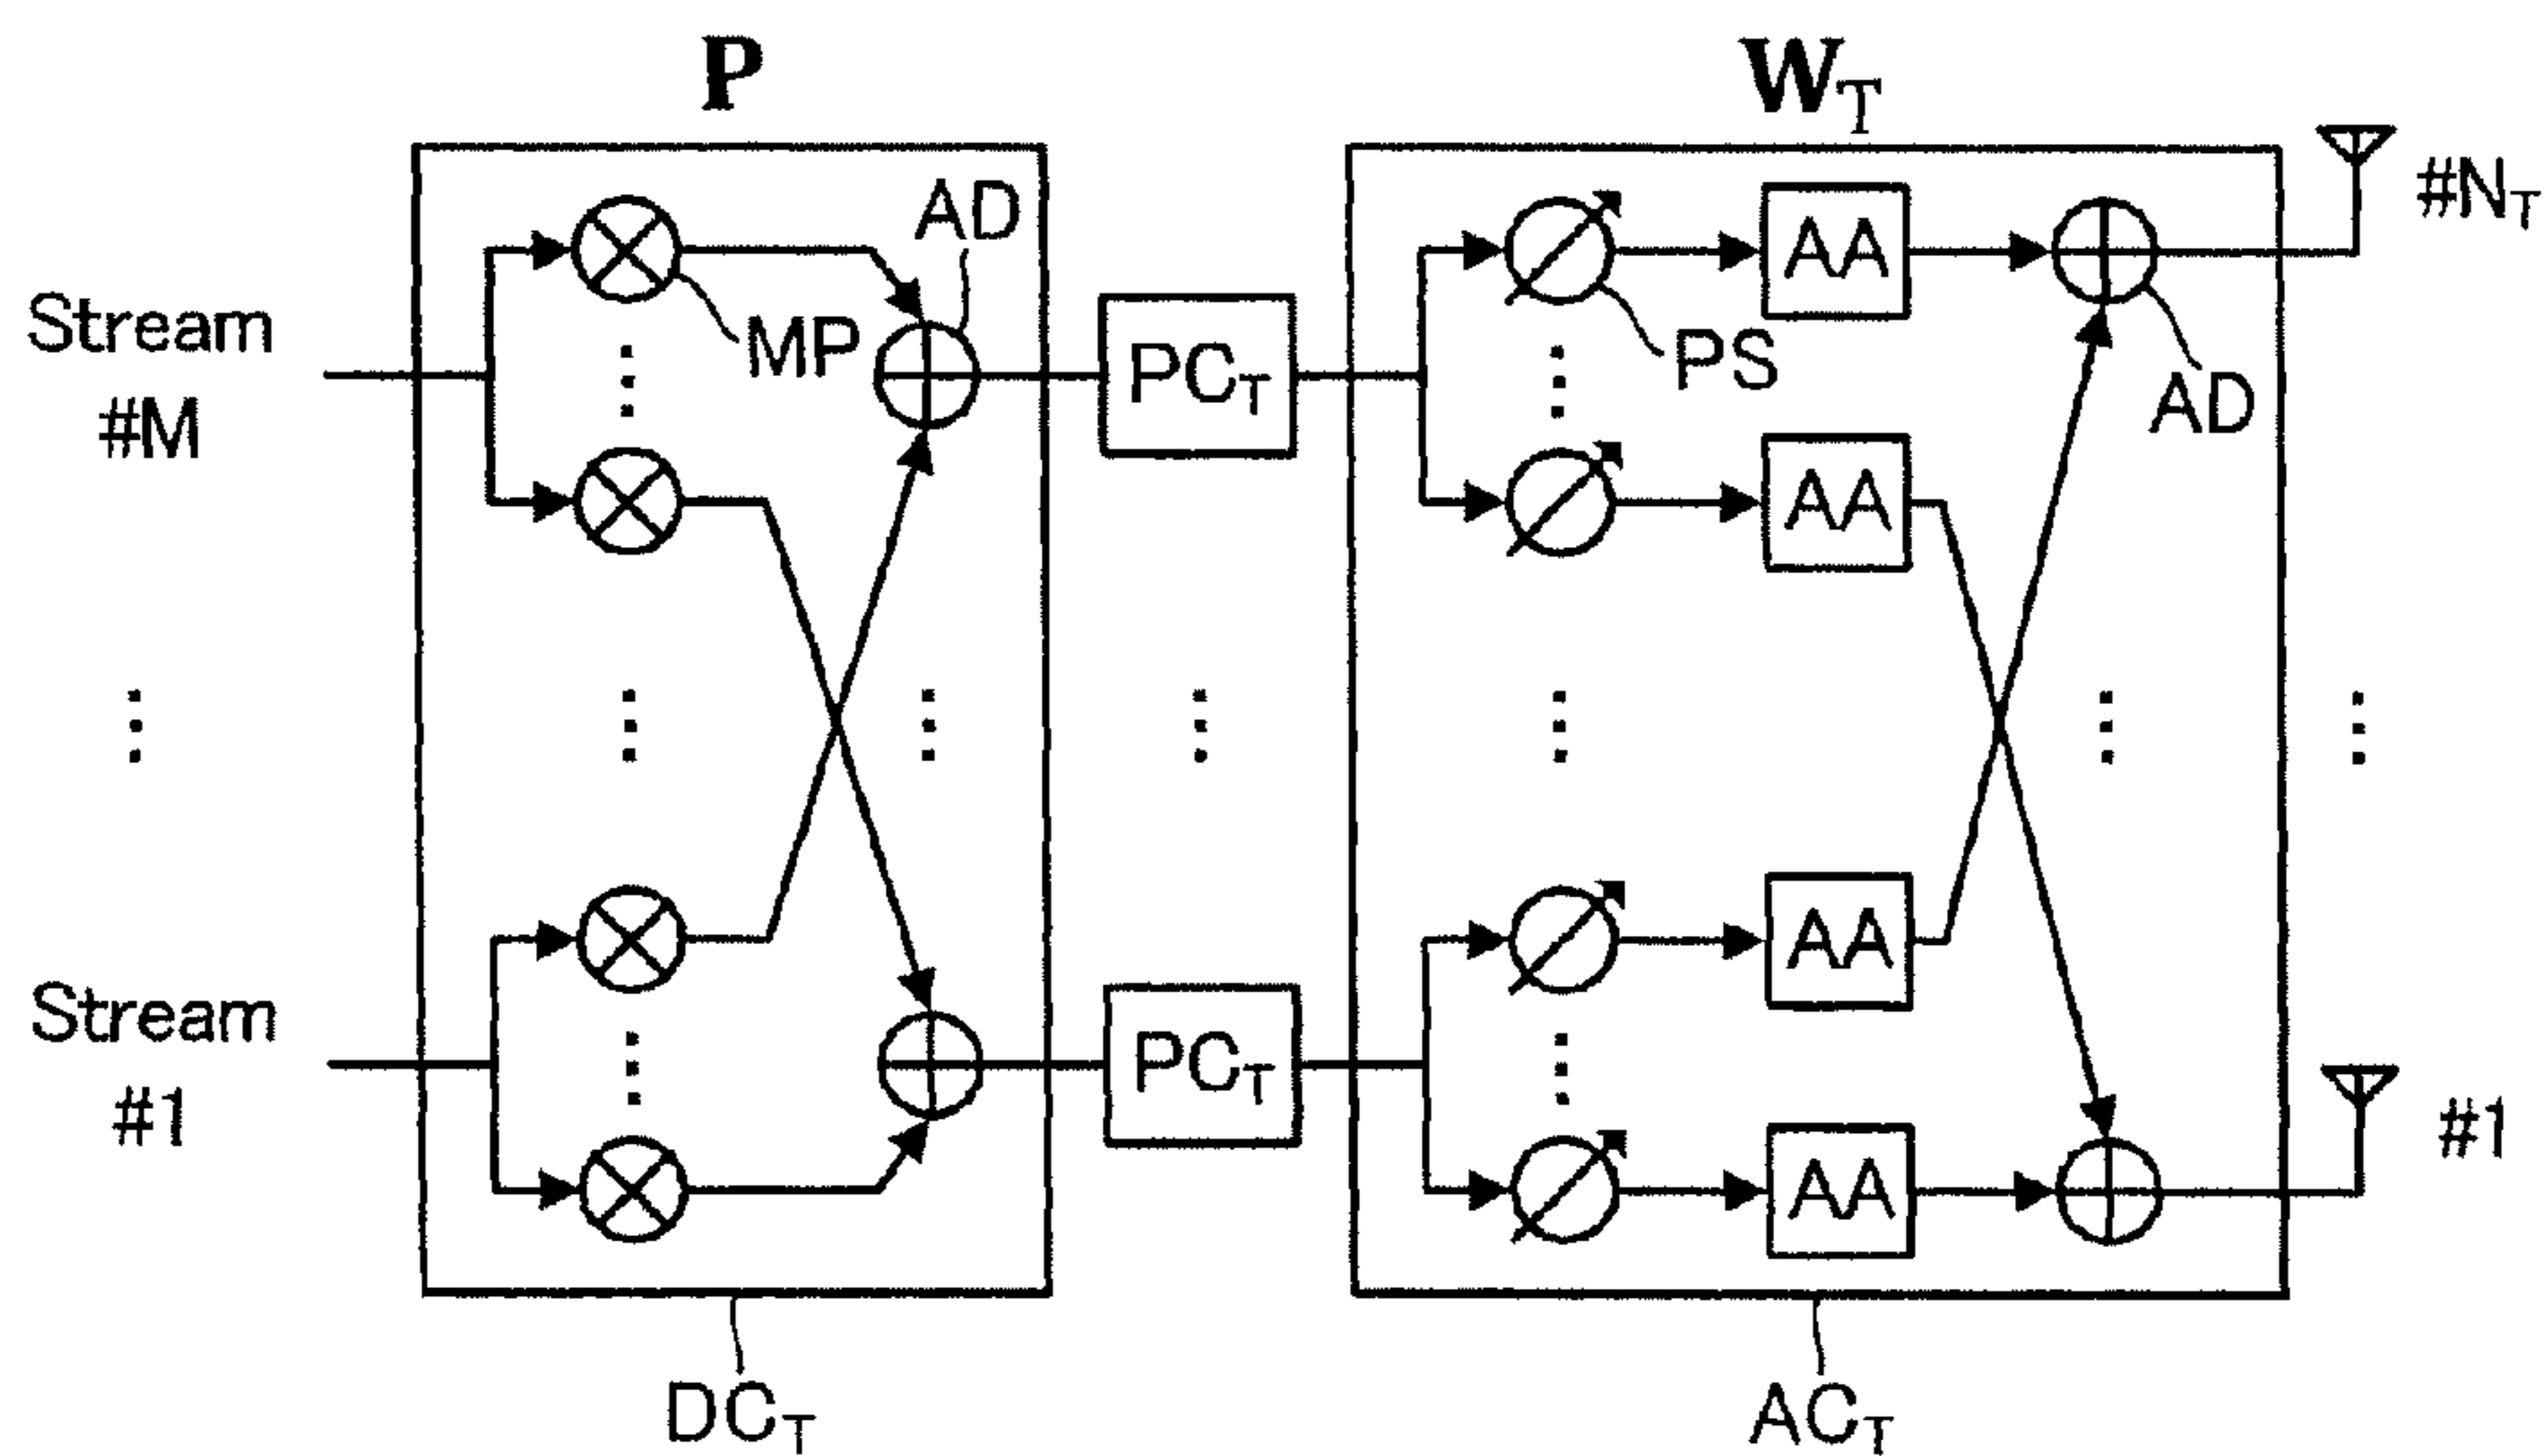 P
W_T
AD
#N_T
AA
Stream
#M
MP
PC_T
PS
AD
AA
AA
Stream
#1
PC_T
#1
AA
DC_T
AC_T